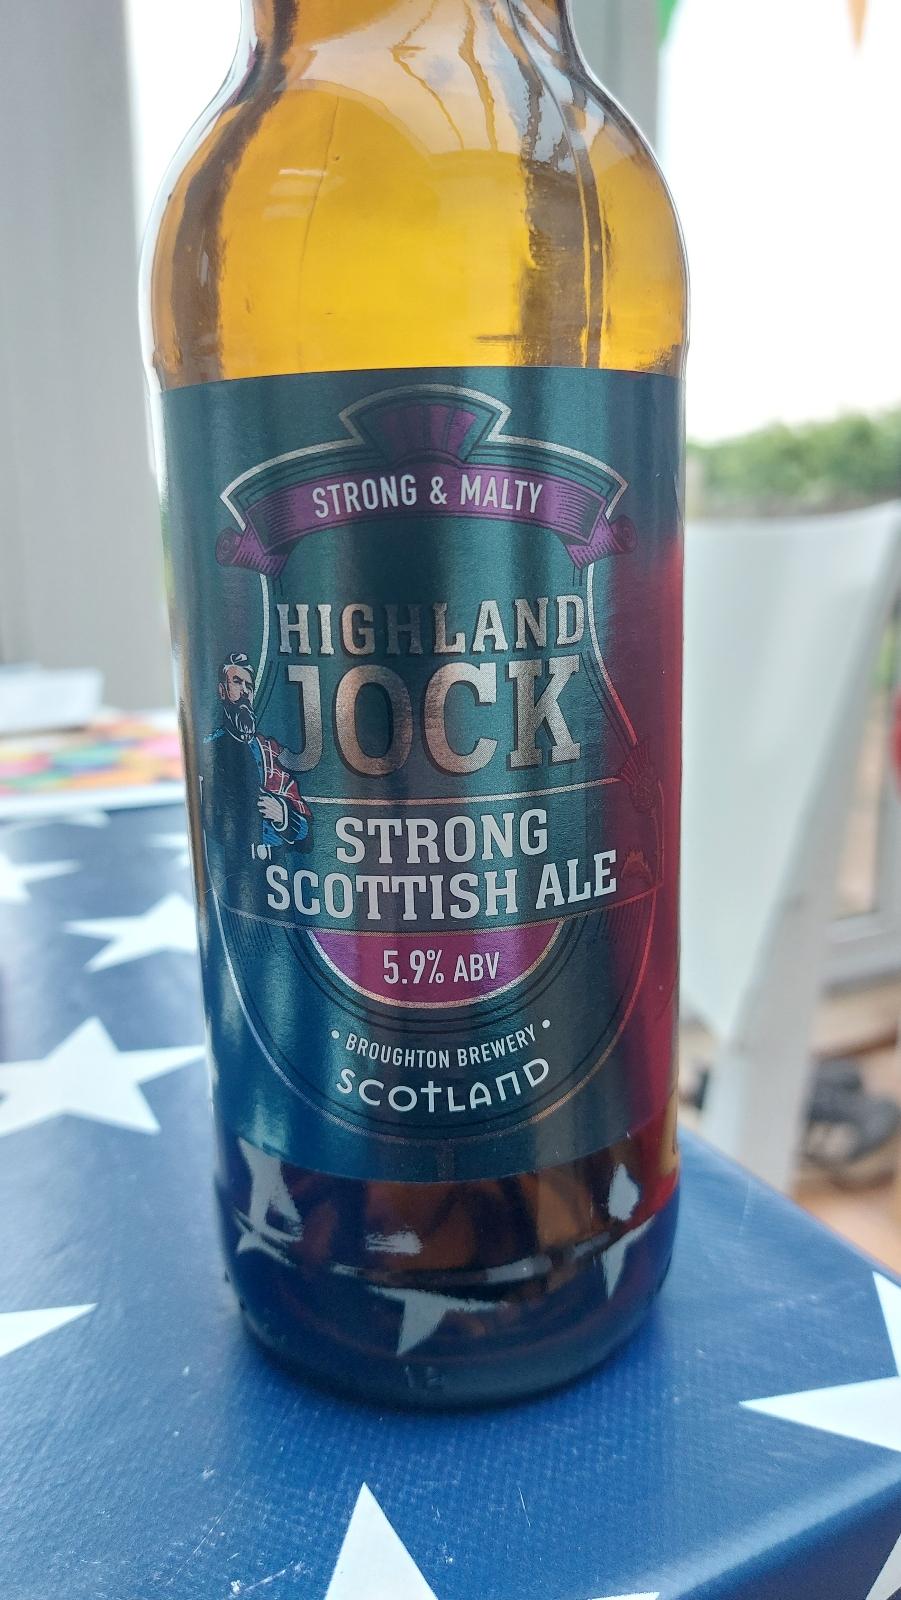 STRONG & MALTY
HIGHLAND
JOCK
STRONG
SCOTTISH ALE
5.9% ABV
• BROUGHTON BREWERY •
SCOTLAND